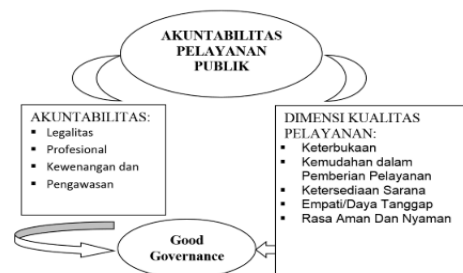 AKUNTABILITAS
PELAYANAN
PUBLIK
AKUNTABILITAS:
▪ Legalitas
▪ Profesional
▪ Kewenangan dan
▪ Pengawasan
DIMENSI KUALITAS
PELAYANAN:
▪ Keterbukaan
▪ Kemudahan dalam
Pemberian Pelayanan
▪ Ketersediaan Sarana
▪ Empati/Daya Tanggap
▪ Rasa Aman Dan Nyaman
Good
Governance